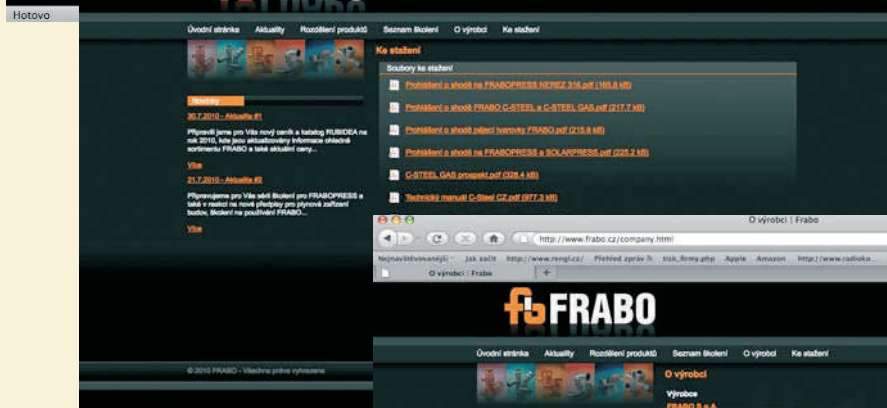 Hotovo
FRABO
Úvodní stránka Aktuality Rozdělení produktů Seznam školení O výrobci Ke stažení
Ke stažení
Soubory ke stažení
Prohlášení o shodě na FRABOPRESS NEREZ 316.pdf (165.8 kB)
Prohlášení o shodě FRABO C-STEEL a C-STEEL GAS.pdf (217.7 kB)
Prohlášení o shodě pájecí tvarovky FRABO.pdf (215.9 kB)
Prohlášení o shodě na FRABOPRESS a SOLARPRESS.pdf (225.2 kB)
C-STEEL GAS prospekt.pdf (328.4 kB)
Technický manuál C-Steel CZ.pdf (977.3 kB)
Novinky
30.7.2010 - Aktualita #1
Připravili jsme pro Vás nový ceník a katalog RUBIDEA na
rok 2010, kde jsou aktualizovány informace ohledně
sortimentu FRABO a také aktuální ceny...
Více
21.7.2010 - Aktualita #2
Připravujeme pro Vás sérii školení pro FRABOPRESS a
také v reakci na nové předpisy pro plynová zařízení
budov, školení na používání FRABO...
Více
© 2010 FRABO - Všechna práva vyhrazena
O výrobci | Frabo
http://www.frabo.cz/company.html
Nejnavštěvovanější Jak začít http://www.rengl.cz/ Přehled zpráv tisk_firmy.php Apple Amazon http://www.radioko...
O výrobci | Frabo +
fb FRABO
Úvodní stránka Aktuality Rozdělení produktů Seznam školení O výrobci Ke stažení
O výrobci
Výrobce
FRABO S.p.A.